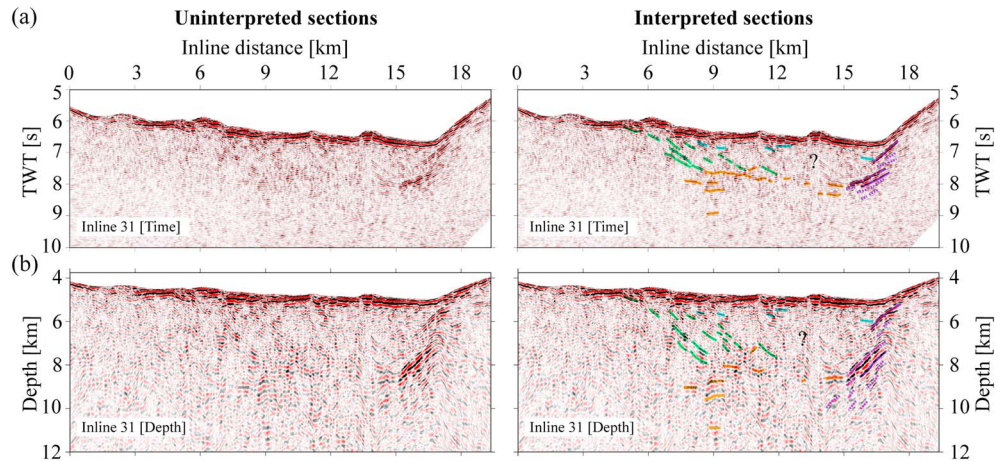 (a)
Uninterpreted sections
Interpreted sections
Inline distance [km]
Inline distance [km]
0 3 6 9 12 15 18
0 3 6 9 12 15 18
5
6
7
8
9
10
TWT [s]
Inline 31 [Time]
?
Inline 31 [Time]
5
6
7
8
9
10
TWT [s]
(b)
4
6
8
10
12
Depth [km]
Inline 31 [Depth]
?
Inline 31 [Depth]
4
6
8
10
12
Depth [km]